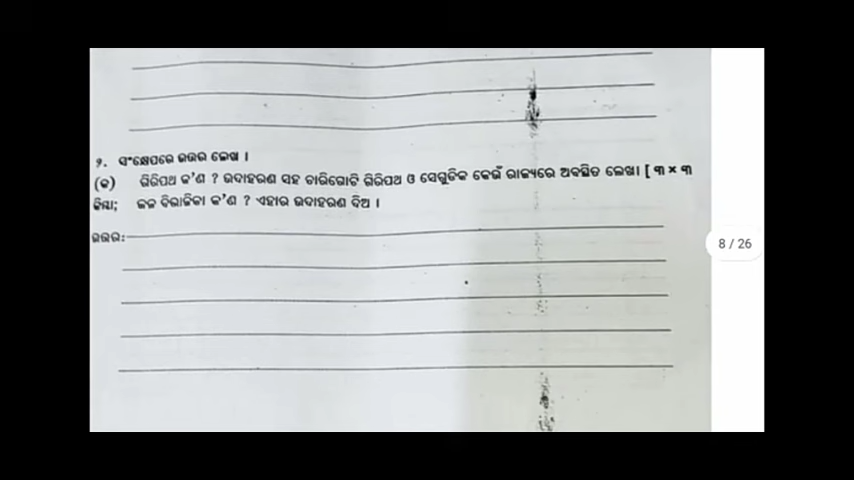 ୨. ସଂକ୍ଷେପରେ ଉତ୍ତର ଲେଖ ।
(କ) ଗିରିପଥ କ'ଣ ? ଉଦାହରଣ ସହ ଚାରିଗୋଟି ଗିରିପଥ ଓ ସେଗୁଡିକ କେଉଁ ରାଜ୍ୟରେ ଅବସ୍ଥିତ ଲେଖ। [ ୩ × ୩
କିମ୍ବା; ଜଳ ବିଭାଜିକା କ'ଣ ? ଏହାର ଉଦାହରଣ ଦିଅ ।
ଉତ୍ତର:
8 / 26